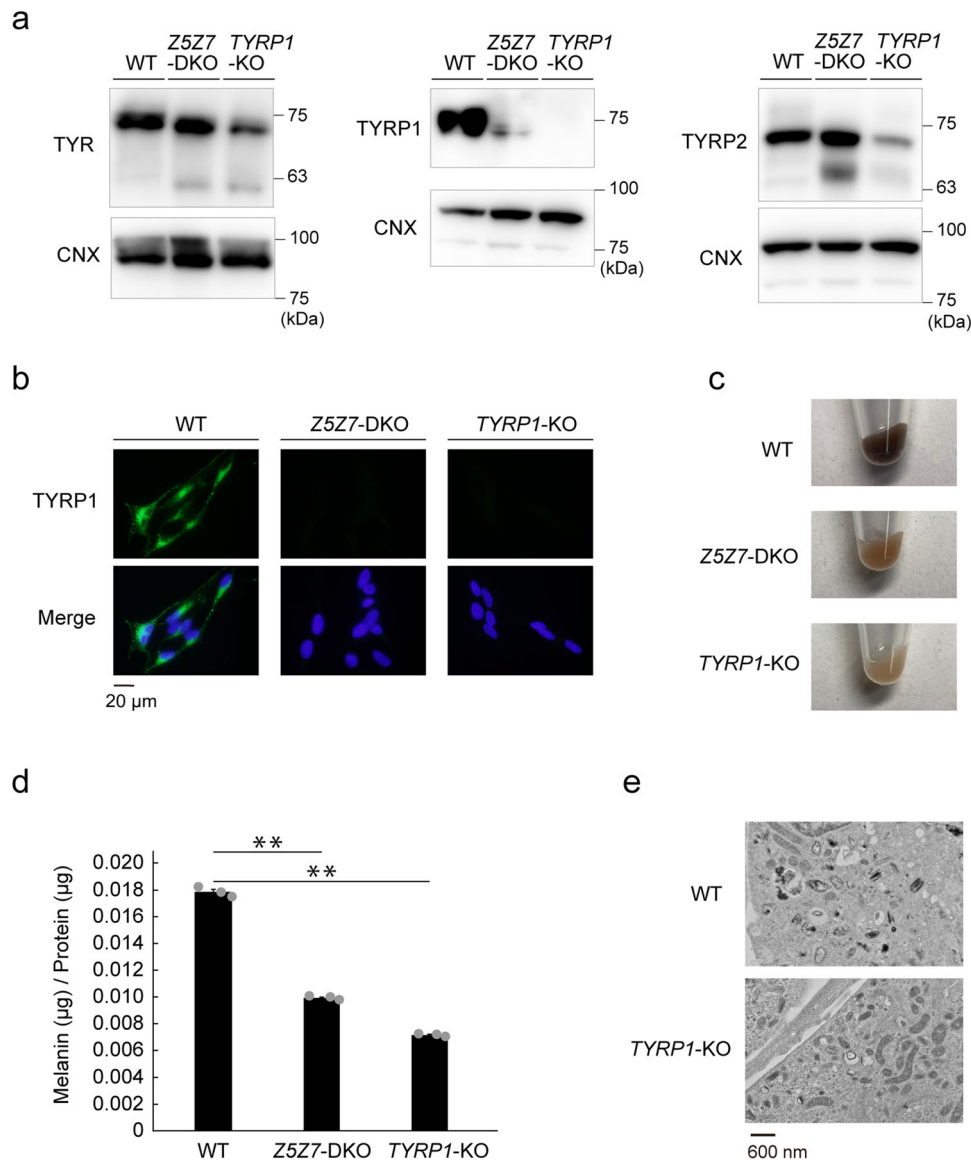 a
WT Z5Z7-DKO TYRP1-KO
TYR
75
63
CNX
100
75
(kDa)
WT Z5Z7-DKO TYRP1-KO
TYRP1
75
CNX
100
75
(kDa)
WT Z5Z7-DKO TYRP1-KO
TYRP2
75
63
CNX
100
75
(kDa)
b
WT Z5Z7-DKO TYRP1-KO
TYRP1
Merge
20 µm
c
WT
Z5Z7-DKO
TYRP1-KO
d
Melanin (µg) / Protein (µg)
**
**
0.020
0.018
0.016
0.014
0.012
0.010
0.008
0.006
0.004
0.002
0
WT Z5Z7-DKO TYRP1-KO
e
WT
TYRP1-KO
600 nm